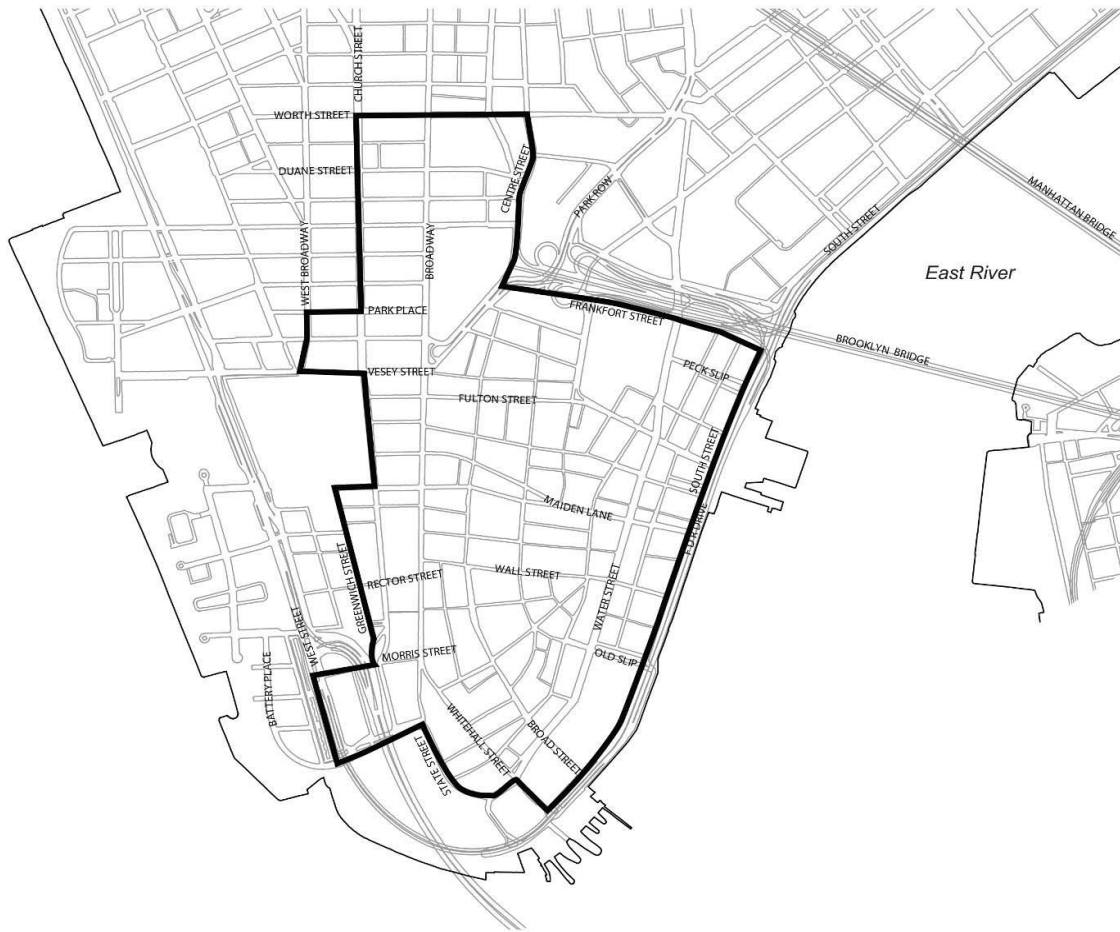 CHURCH STREET
WORTH STREET
DUANE STREET
CENTRE STREET
PARK ROW
MANHATTAN BRIDGE
SOUTH STREET
East River
WEST BROADWAY
BROADWAY
PARK PLACE
FRANKFORT STREET
BROOKLYN BRIDGE
VESEY STREET
PECK SLIP
FULTON STREET
SOUTH STREET
MAIDEN LANE
F D R DRIVE
WALL STREET
RECTOR STREET
GREENWICH STREET
WATER STREET
WEST STREET
MORRIS STREET
OLD SLIP
BATTERY PLACE
WHITEHALL STREET
BROAD STREET
STATE STREET